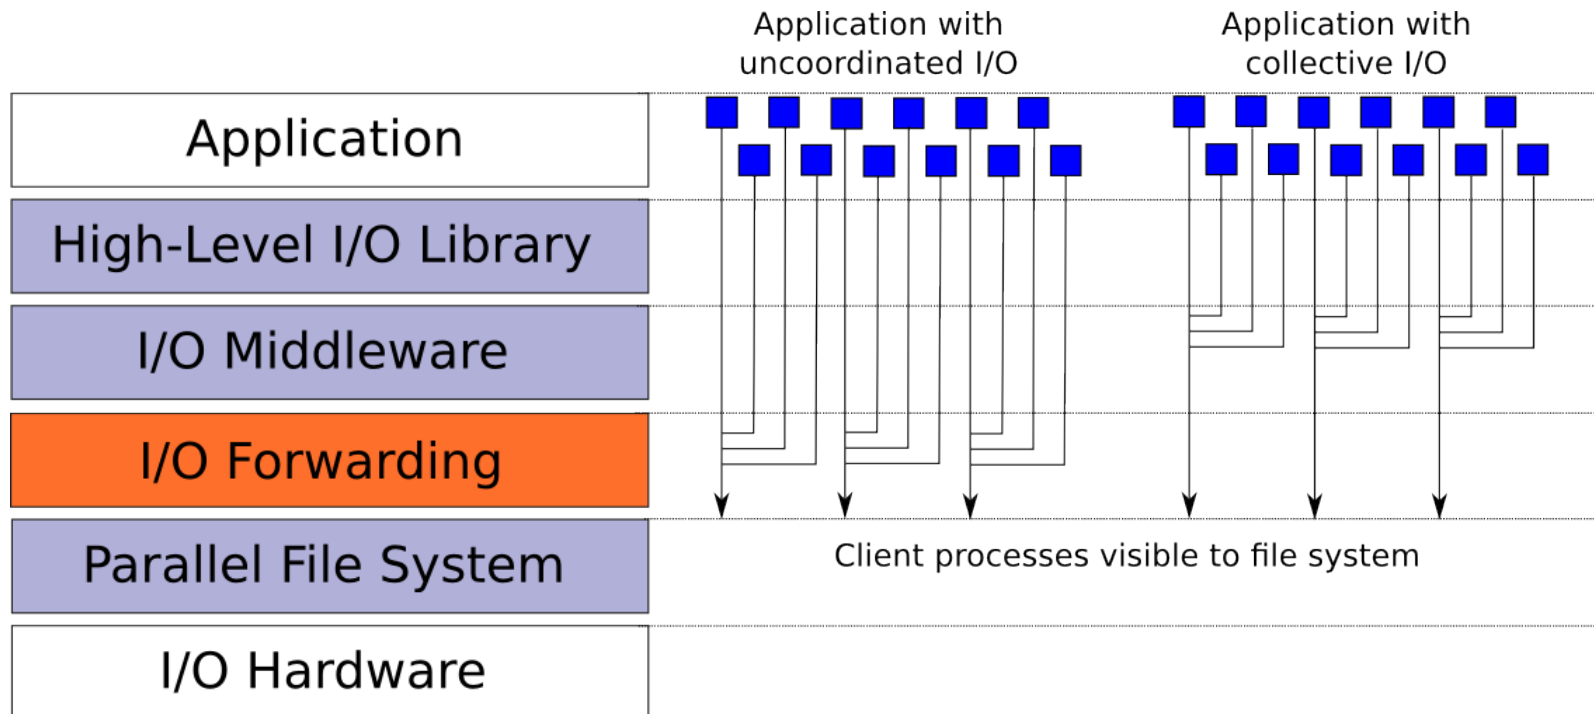 Application with
uncoordinated I/O
Application with
collective I/O
Application
High-Level I/O Library
I/O Middleware
I/O Forwarding
Parallel File System
Client processes visible to file system
I/O Hardware